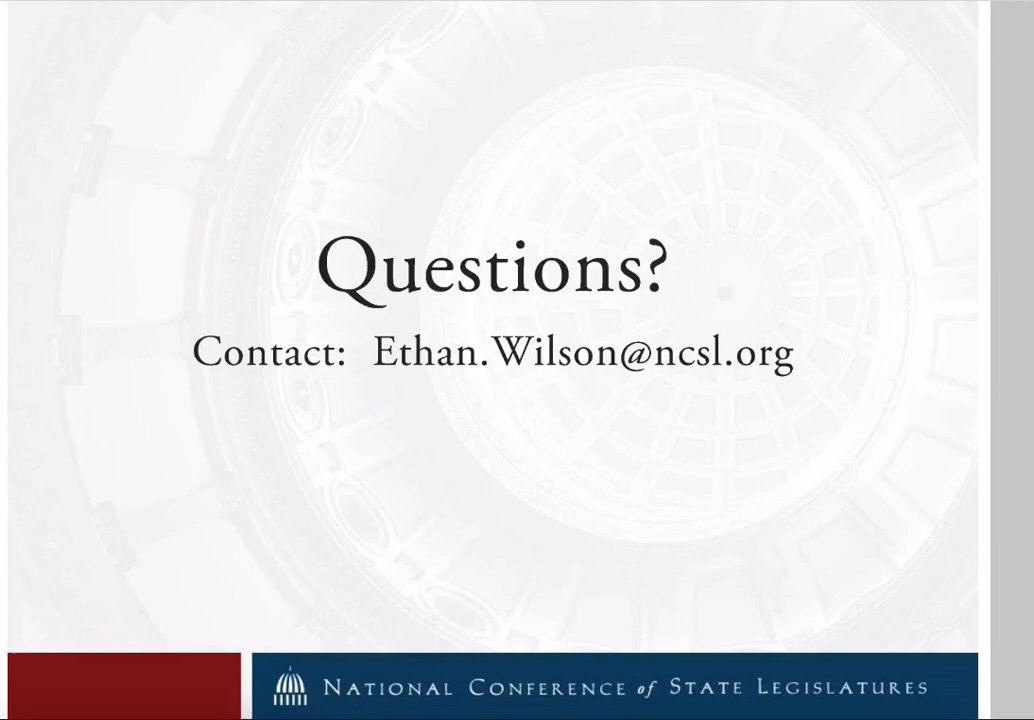 Questions?
Contact: Ethan.Wilson@ncsl.org
NATIONAL CONFERENCE of STATE LEGISLATURES